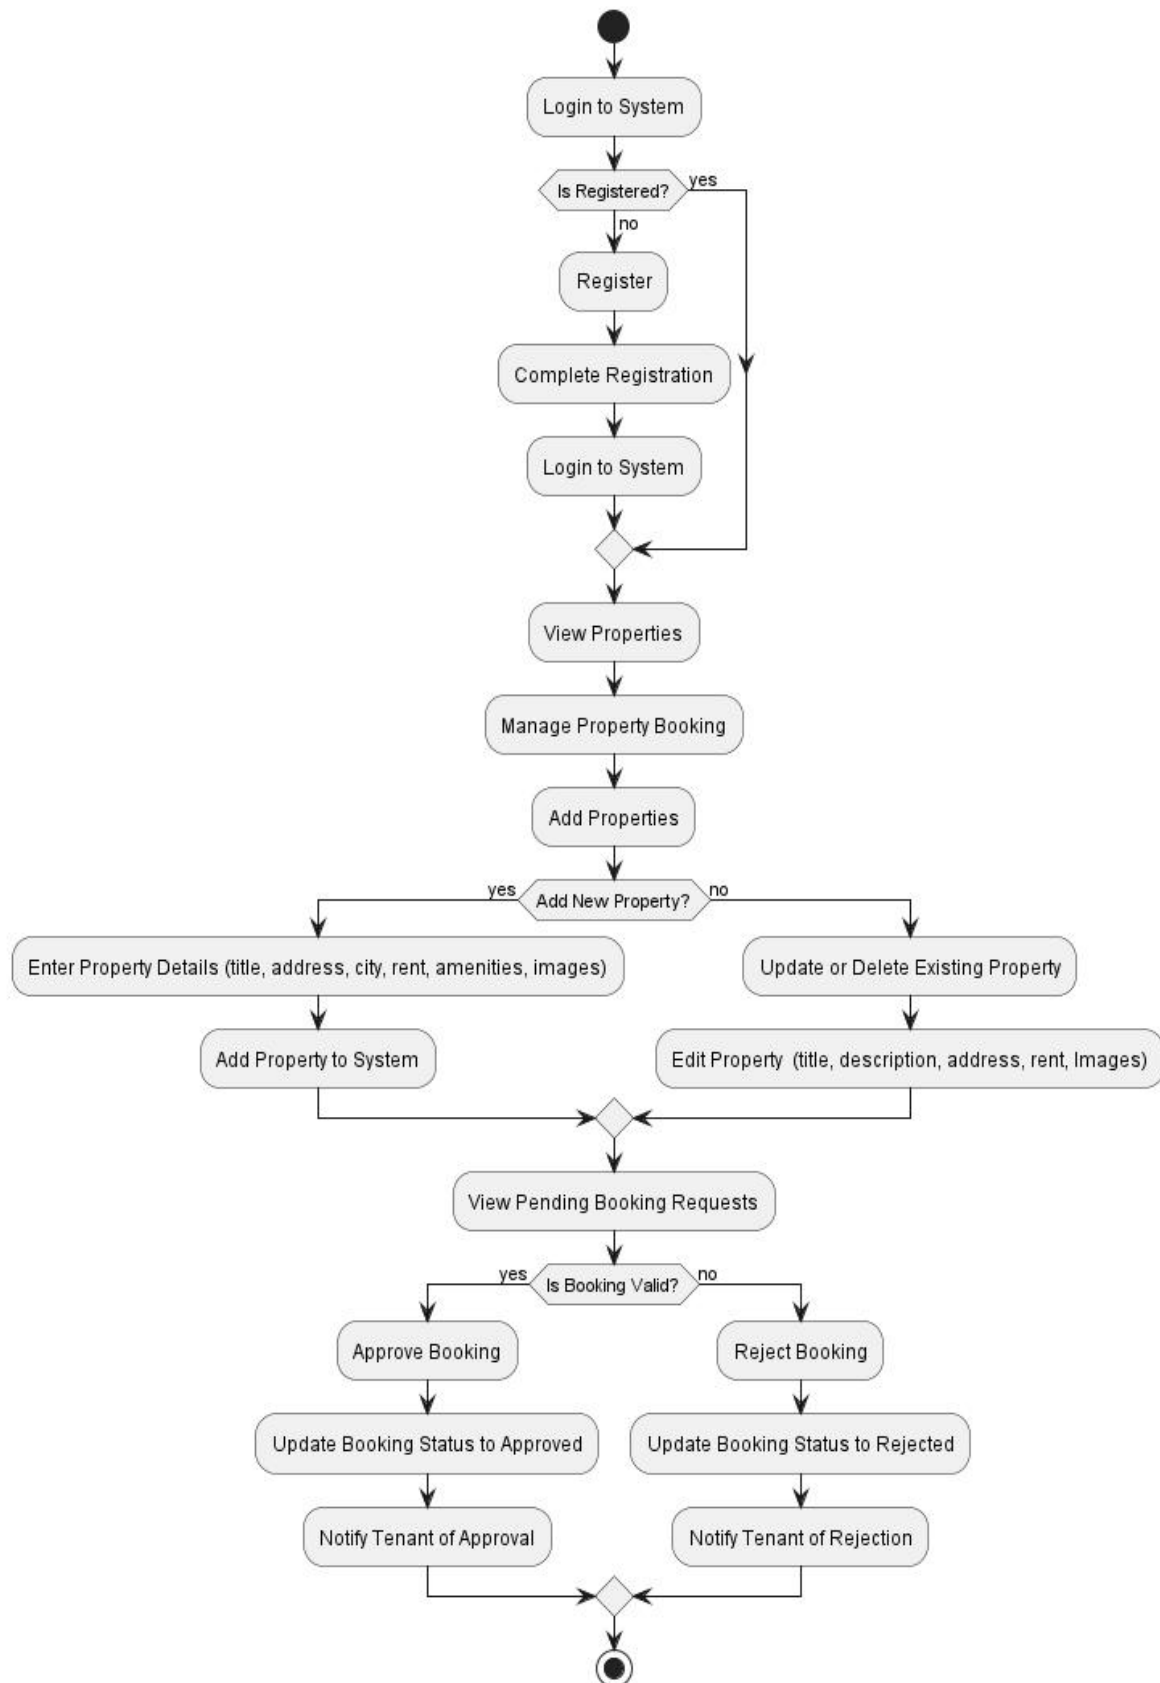 Login to System
Is Registered?
yes
no
Register
Complete Registration
Login to System
View Properties
Manage Property Booking
Add Properties
yes
Add New Property?
no
Enter Property Details (title, address, city, rent, amenities, images)
Update or Delete Existing Property
Add Property to System
Edit Property  (title, description, address, rent, Images)
View Pending Booking Requests
yes
Is Booking Valid?
no
Approve Booking
Reject Booking
Update Booking Status to Approved
Update Booking Status to Rejected
Notify Tenant of Approval
Notify Tenant of Rejection